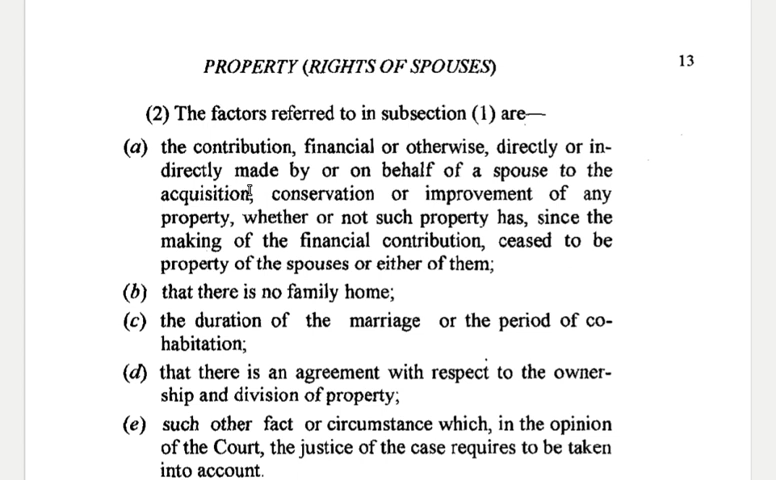 PROPERTY (RIGHTS OF SPOUSES)
13
(2) The factors referred to in subsection (1) are—
(a) the contribution, financial or otherwise, directly or in-
directly made by or on behalf of a spouse to the
acquisition, conservation or improvement of any
property, whether or not such property has, since the
making of the financial contribution, ceased to be
property of the spouses or either of them;
(b) that there is no family home;
(c) the duration of the marriage or the period of co-
habitation;
(d) that there is an agreement with respect to the owner-
ship and division of property;
(e) such other fact or circumstance which, in the opinion
of the Court, the justice of the case requires to be taken
into account.